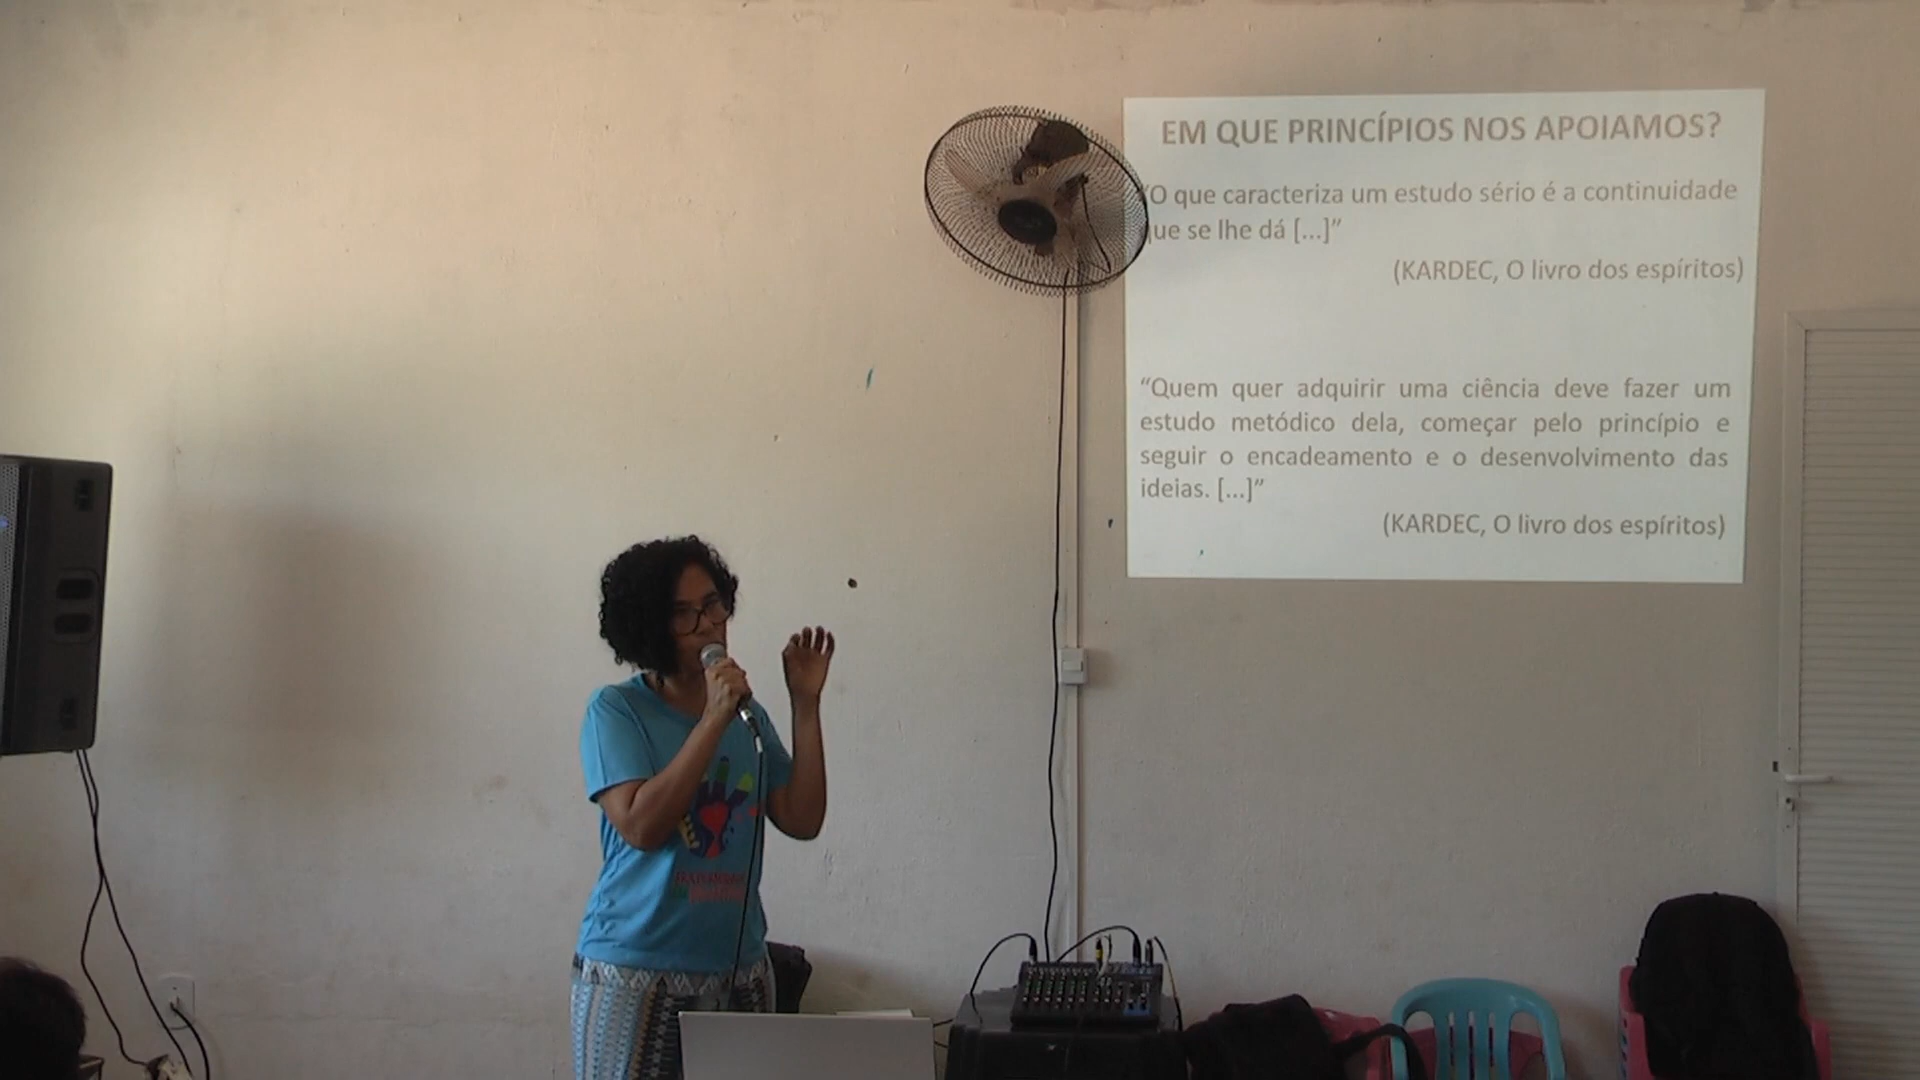 EM QUE PRINCÍPIOS NOS APOIAMOS?
“O que caracteriza um estudo sério é a continuidade
que se lhe dá [...]”
(KARDEC, O livro dos espíritos)
“Quem quer adquirir uma ciência deve fazer um
estudo metódico dela, começar pelo princípio e
seguir o encadeamento e o desenvolvimento das
ideias. [...]”
(KARDEC, O livro dos espíritos)